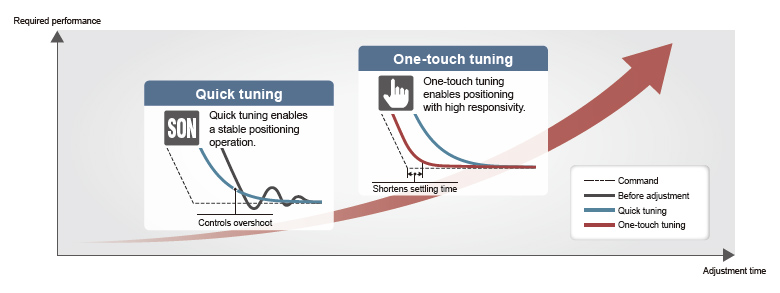 Required performance
One-touch tuning
One-touch tuning
enables positioning
with high responsivity.
Shortens settling time
Quick tuning
SON
Quick tuning enables
a stable positioning
operation.
Controls overshoot
Command
Before adjustment
Quick tuning
One-touch tuning
Adjustment time